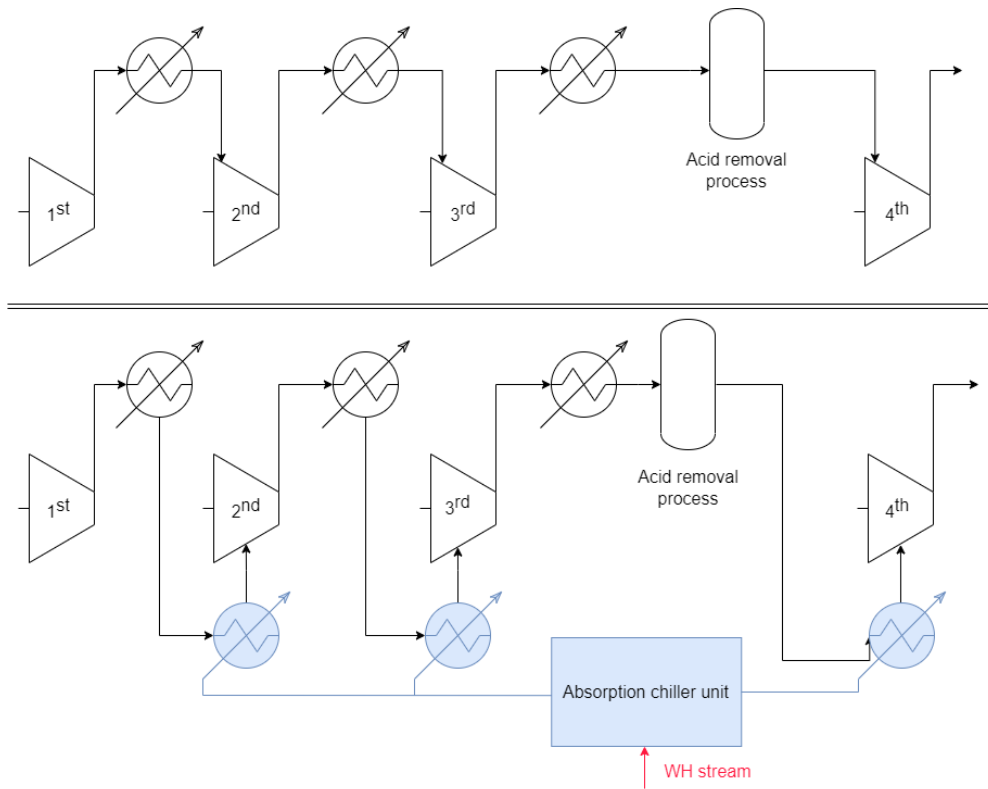 Acid removal
process
1st
2nd
3rd
4th
Acid removal
process
1st
2nd
3rd
4th
Absorption chiller unit
WH stream